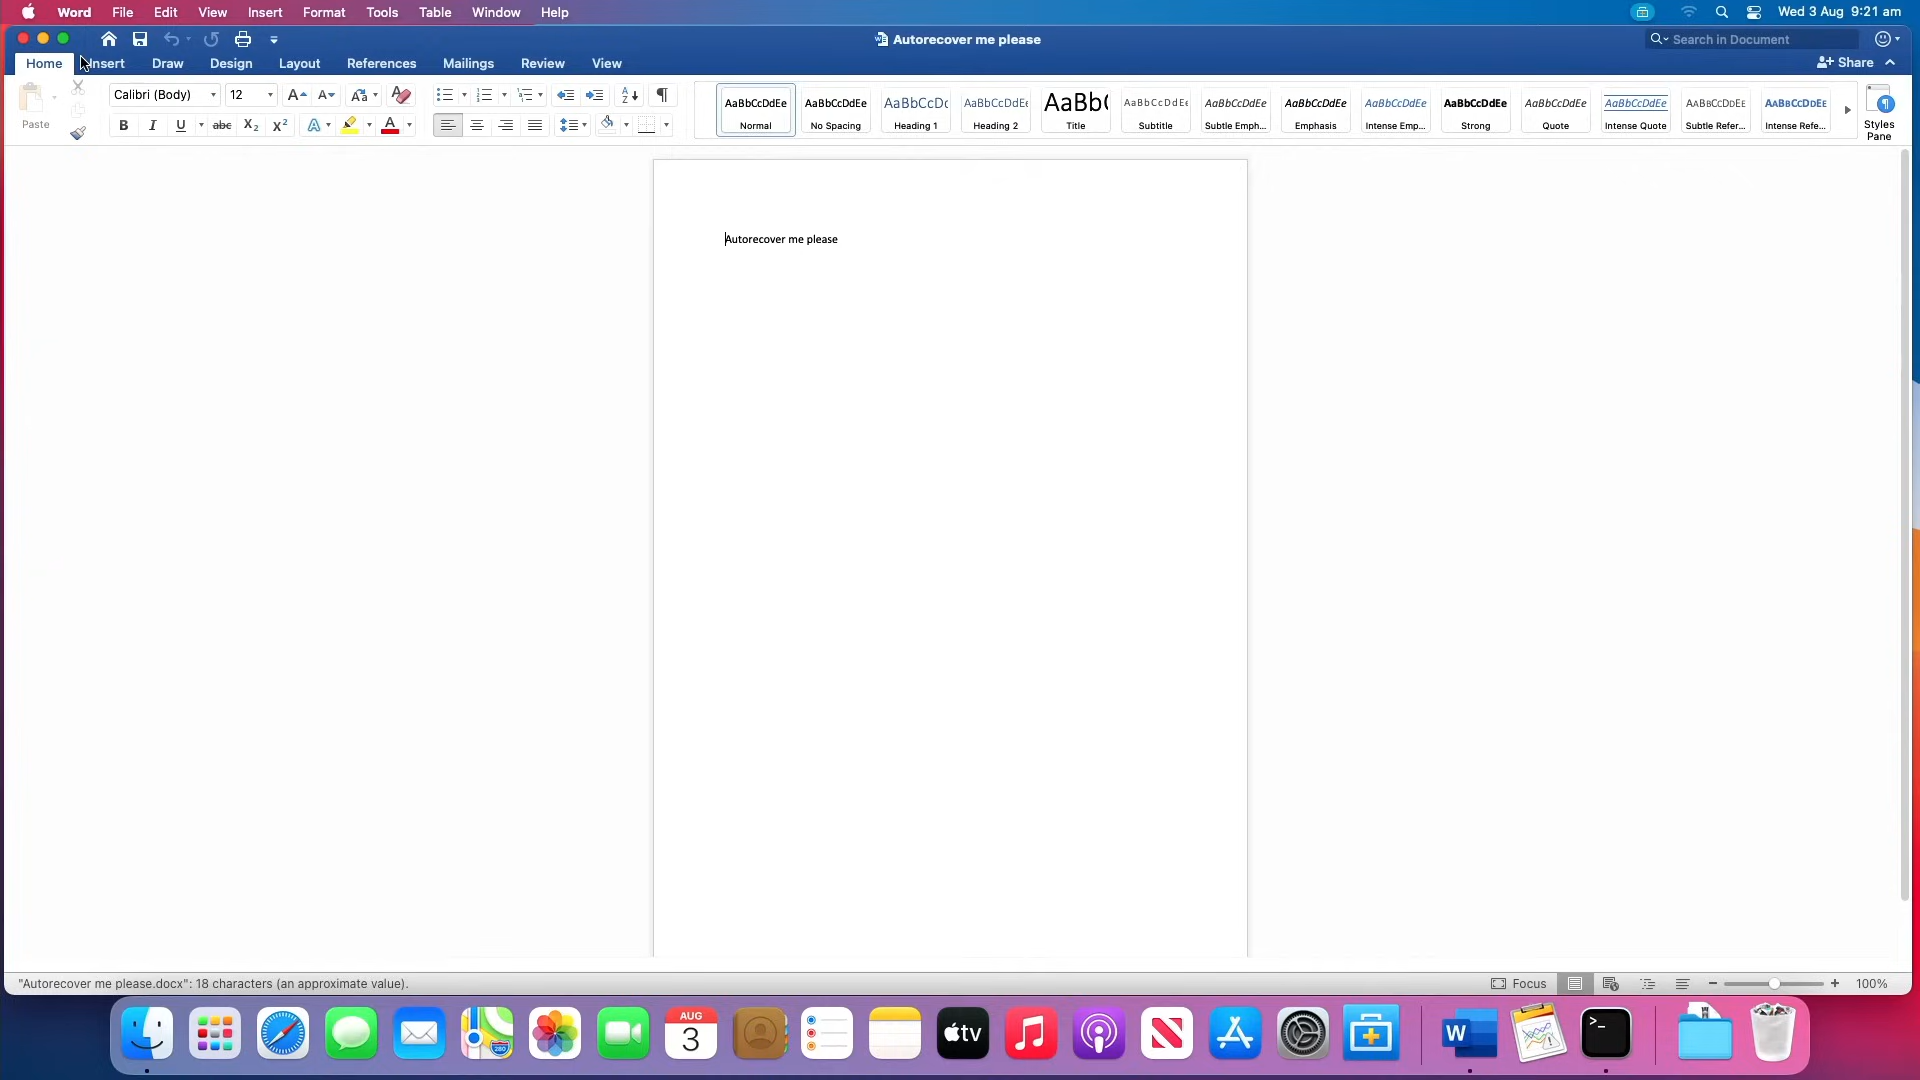 Word File Edit View Insert Format Tools Table Window Help Wed 3 Aug 9:21 am
Autorecover me please Search in Document
Home Insert Draw Design Layout References Mailings Review View Share
Paste Calibri (Body) 12
AaBbCcDdEe AaBbCcDdEe AaBbCcDc AaBbCcDdEe AaBb( AaBbCcDdEe AaBbCcDdEe AaBbCcDdEe AaBbCcDdEe AaBbCcDdEe AaBbCcDdEe AaBbCcDdEe AaBbCcDdEe AaBbCcDdEe
Normal No Spacing Heading 1 Heading 2 Title Subtitle Subtle Emph... Emphasis Intense Emp... Strong Quote Intense Quote Subtle Refer... Intense Refe... Styles Pane
B I U abc X2 X2 A A
Autorecover me please
"Autorecover me please.docx": 18 characters (an approximate value). Focus 100%
AUG
3
280
tv
W
>_